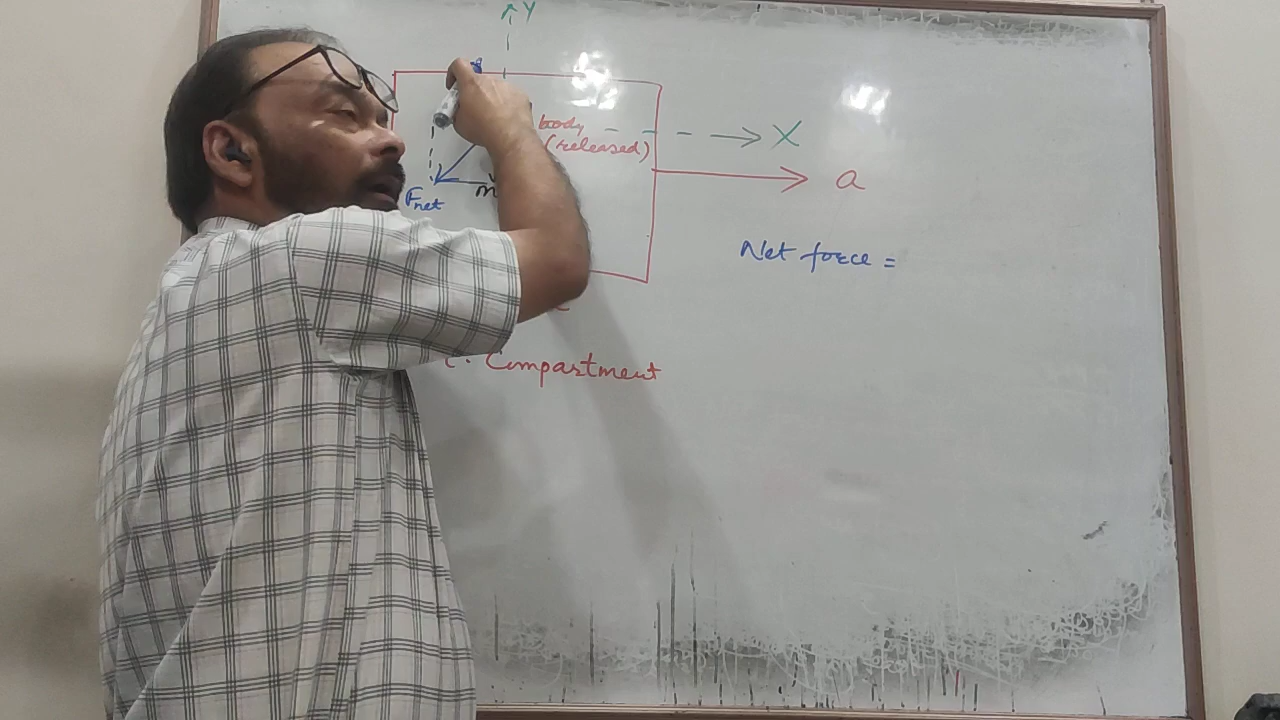 Y
body
(released)
X
a
Fnet
m
Net force =
C: Compartment